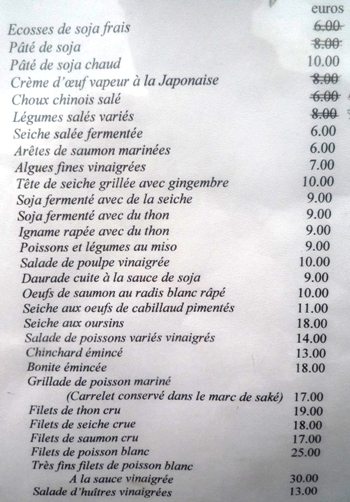 euros
Ecosses de soja frais 6.00
Pâté de soja 8.00
Pâté de soja chaud 10.00
Crème d'œuf vapeur à la Japonaise 8.00
Choux chinois salé 6.00
Légumes salés variés 8.00
Seiche salée fermentée 6.00
Arêtes de saumon marinées 6.00
Algues fines vinaigrées 7.00
Tête de seiche grillée avec gingembre 10.00
Soja fermenté avec de la seiche 9.00
Soja fermenté avec du thon 9.00
Igname rapée avec du thon 9.00
Poissons et légumes au miso 9.00
Salade de poulpe vinaigrée 10.00
Daurade cuite à la sauce de soja 9.00
Oeufs de saumon au radis blanc râpé 10.00
Seiche aux oeufs de cabillaud pimentés 11.00
Seiche aux oursins 18.00
Salade de poissons variés vinaigrés 14.00
Chinchard émincé 13.00
Bonite émincée 18.00
Grillade de poisson mariné
(Carrelet conservé dans le marc de saké) 17.00
Filets de thon cru 19.00
Filets de seiche crue 18.00
Filets de saumon cru 17.00
Filets de poisson blanc 25.00
Très fins filets de poisson blanc
A la sauce vinaigrée 30.00
Salade d'huîtres vinaigrées 13.00